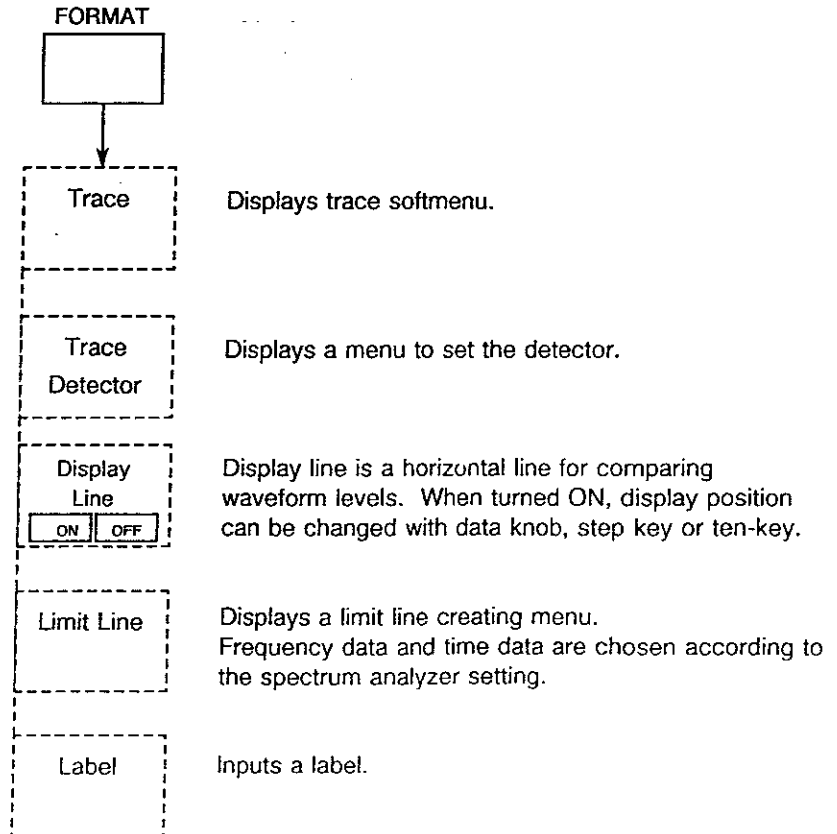 FORMAT
Trace
Displays trace softmenu.
Trace
Detector
Displays a menu to set the detector.
Display
Line
ON OFF
Display line is a horizontal line for comparing
waveform levels. When turned ON, display position
can be changed with data knob, step key or ten-key.
Limit Line
Displays a limit line creating menu.
Frequency data and time data are chosen according to
the spectrum analyzer setting.
Label
Inputs a label.